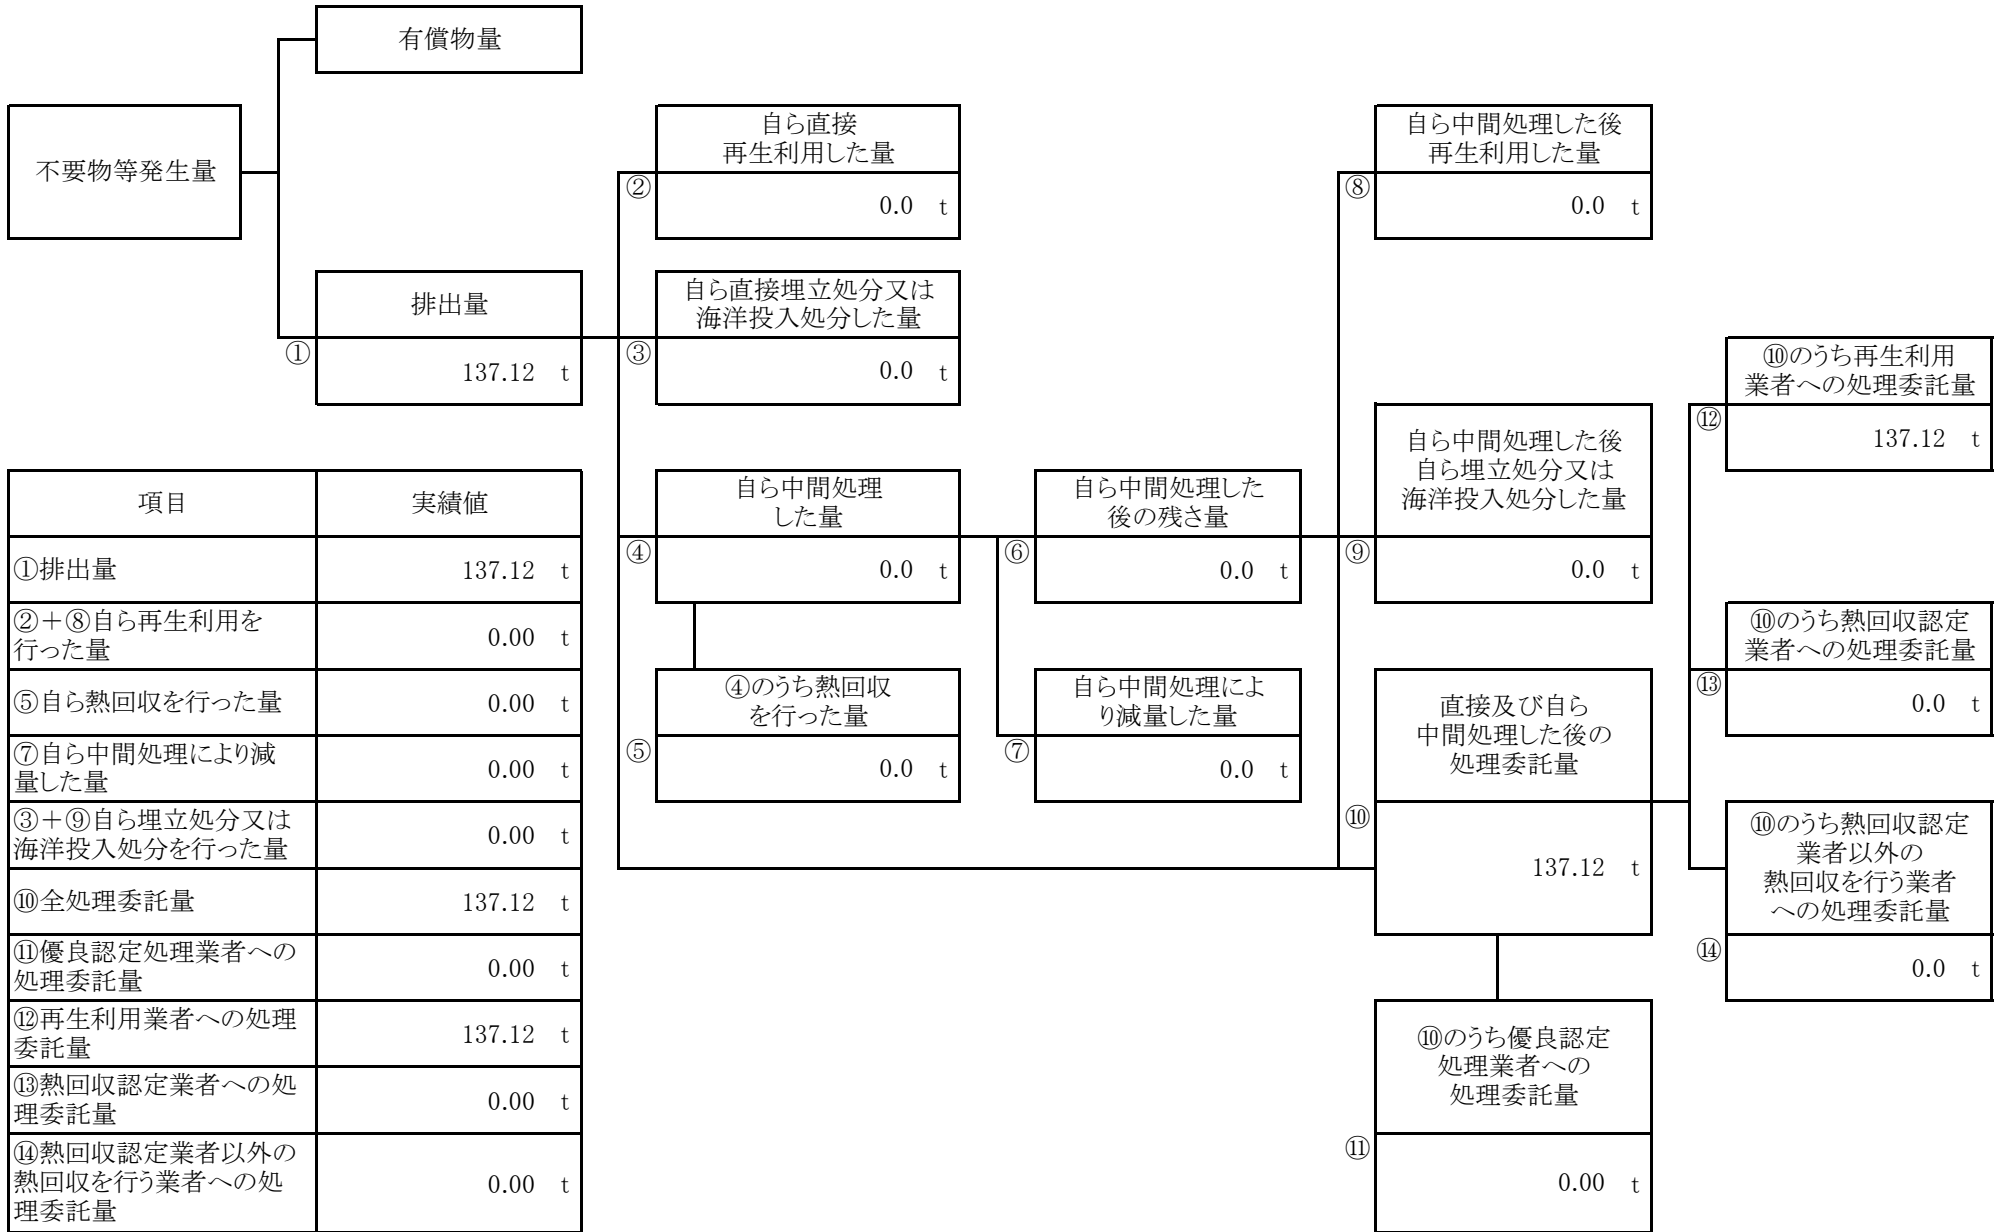 有償物量
不要物等発生量
排出量
①
137.12 t
自ら直接
再生利用した量
②
0.0 t
自ら直接埋立処分又は
海洋投入処分した量
③
0.0 t
自ら中間処理
した量
④
0.0 t
④のうち熱回収
を行った量
⑤
0.0 t
自ら中間処理した
後の残さ量
⑥
0.0 t
自ら中間処理によ
り減量した量
⑦
0.0 t
自ら中間処理した後
再生利用した量
⑧
0.0 t
自ら中間処理した後
自ら埋立処分又は
海洋投入処分した量
⑨
0.0 t
直接及び自ら
中間処理した後の
処理委託量
⑩
137.12 t
⑩のうち優良認定
処理業者への
処理委託量
⑪
0.00 t
⑩のうち再生利用
業者への処理委託量
⑫
137.12 t
⑩のうち熱回収認定
業者への処理委託量
⑬
0.0 t
⑩のうち熱回収認定
業者以外の
熱回収を行う業者
への処理委託量
⑭
0.0 t
項目 実績値
①排出量 137.12 t
②＋⑧自ら再生利用を
行った量 0.00 t
⑤自ら熱回収を行った量 0.00 t
⑦自ら中間処理により減
量した量 0.00 t
③＋⑨自ら埋立処分又は
海洋投入処分を行った量 0.00 t
⑩全処理委託量 137.12 t
⑪優良認定処理業者への
処理委託量 0.00 t
⑫再生利用業者への処理
委託量 137.12 t
⑬熱回収認定業者への処
理委託量 0.00 t
⑭熱回収認定業者以外の
熱回収を行う業者への処
理委託量 0.00 t